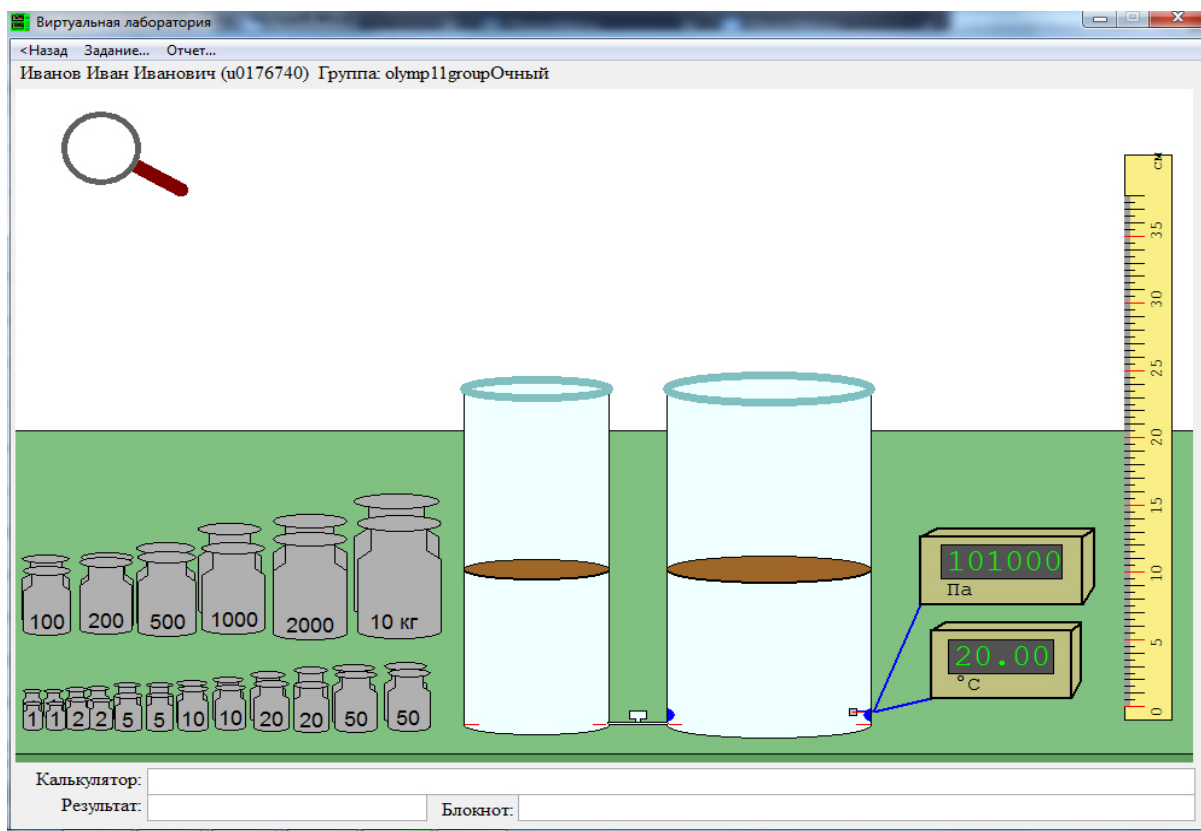 Виртуальная лаборатория
<Назад Задание... Отчет...
Иванов Иван Иванович (u0176740) Группа: olymp11groupОчный
см
35
30
25
20
15
10
5
0
101000
Па
20.00
°C
100 200 500 1000 2000 10 кг
1 1 2 2 5 5 10 10 20 20 50 50
Калькулятор:
Результат: Блокнот: